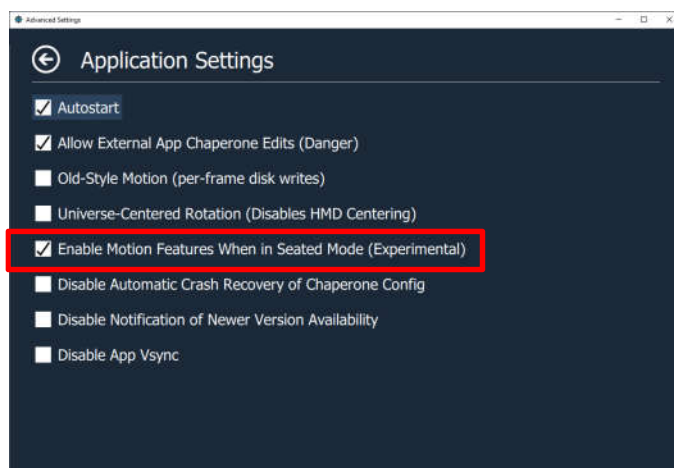 Advanced Settings
Application Settings
Autostart
Allow External App Chaperone Edits (Danger)
Old-Style Motion (per-frame disk writes)
Universe-Centered Rotation (Disables HMD Centering)
Enable Motion Features When in Seated Mode (Experimental)
Disable Automatic Crash Recovery of Chaperone Config
Disable Notification of Newer Version Availability
Disable App Vsync